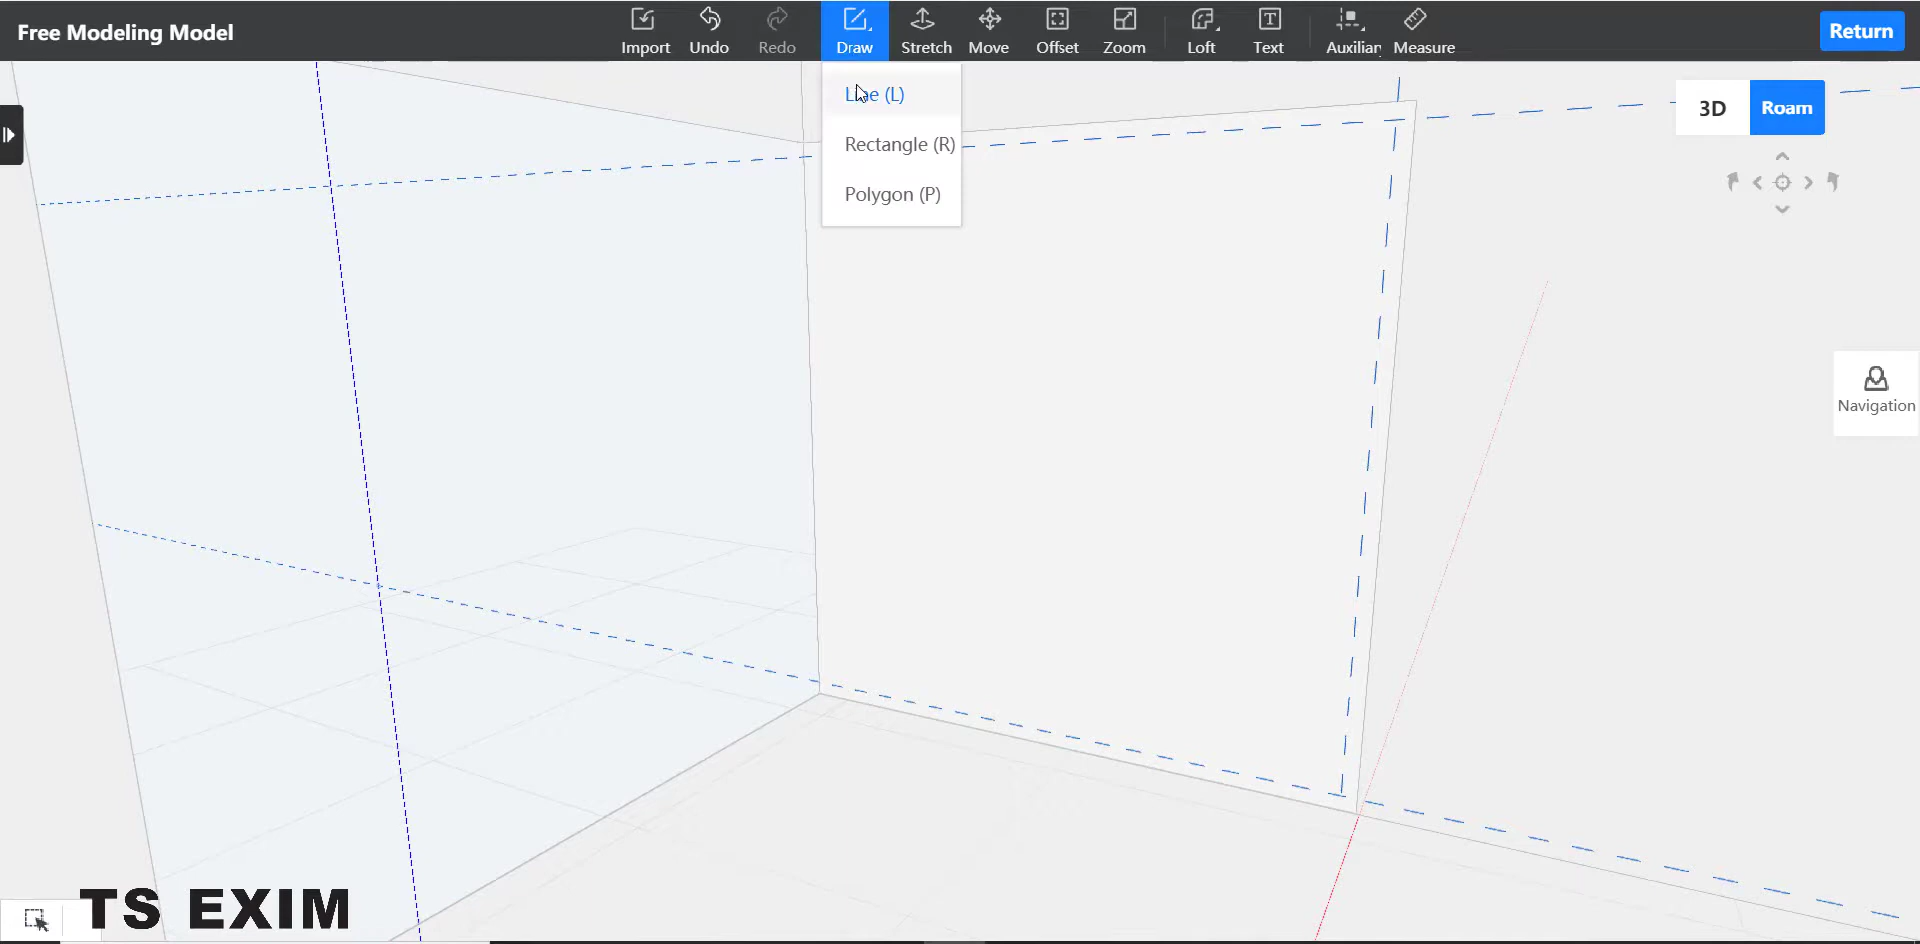 Free Modeling Model
Import Undo Redo Draw Stretch Move Offset Zoom Loft Text Auxiliar Measure
Return
Line (L)
Rectangle (R)
Polygon (P)
3D Roam
Navigation
TS EXIM